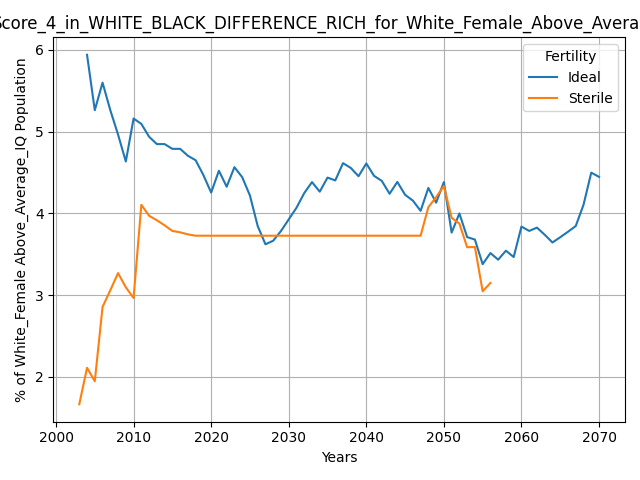 Score_4_in_WHITE_BLACK_DIFFERENCE_RICH_for_White_Female_Above_Avera
% of White_Female Above_Average_IQ Population
6
5
4
3
2
Fertility
Ideal
Sterile
2000 2010 2020 2030 2040 2050 2060 2070
Years